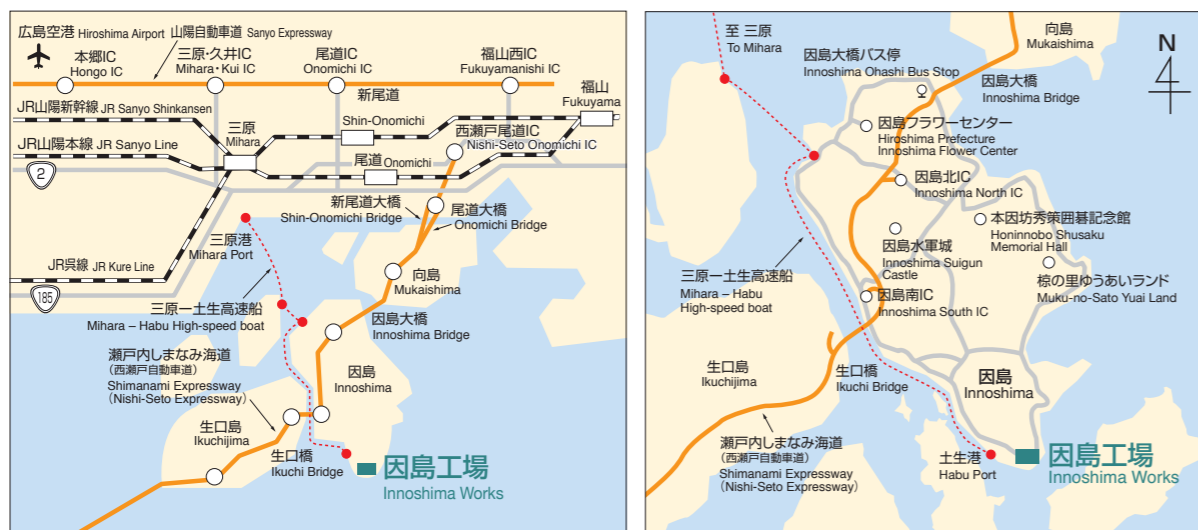 広島空港 Hiroshima Airport
山陽自動車道 Sanyo Expressway
本郷IC
Hongo IC
三原・久井IC
Mihara・Kui IC
尾道IC
Onomichi IC
福山西IC
Fukuyamanishi IC
福山
Fukuyama
新尾道
Shin-Onomichi
JR山陽新幹線 JR Sanyo Shinkansen
三原
Mihara
西瀬戸尾道IC
Nishi-Seto Onomichi IC
JR山陽本線 JR Sanyo Line
尾道 Onomichi
2
新尾道大橋
Shin-Onomichi Bridge
尾道大橋
Onomichi Bridge
三原港
Mihara Port
JR呉線 JR Kure Line
向島
Mukaishima
185
三原ー土生高速船
Mihara – Habu High-speed boat
因島大橋
Innoshima Bridge
瀬戸内しまなみ海道
(西瀬戸自動車道)
Shimanami Expressway
(Nishi-Seto Expressway)
因島
Innoshima
生口島
Ikuchijima
生口橋
Ikuchi Bridge
因島工場
Innoshima Works
至 三原
To Mihara
向島
Mukaishima
N
因島大橋バス停
Innoshima Ohashi Bus Stop
因島大橋
Innoshima Bridge
因島フラワーセンター
Hiroshima Prefecture
Innoshima Flower Center
因島北IC
Innoshima North IC
本因坊秀策囲碁記念館
Honinnobo Shusaku
Memorial Hall
因島水軍城
Innoshima Suigun
Castle
椋の里ゆうあいランド
Muku-no-Sato Yuai Land
三原ー土生高速船
Mihara – Habu
High-speed boat
因島南IC
Innoshima South IC
生口島
Ikuchijima
生口橋
Ikuchi Bridge
因島
Innoshima
瀬戸内しまなみ海道
(西瀬戸自動車道)
Shimanami Expressway
(Nishi-Seto Expressway)
土生港
Habu Port
因島工場
Innoshima Works